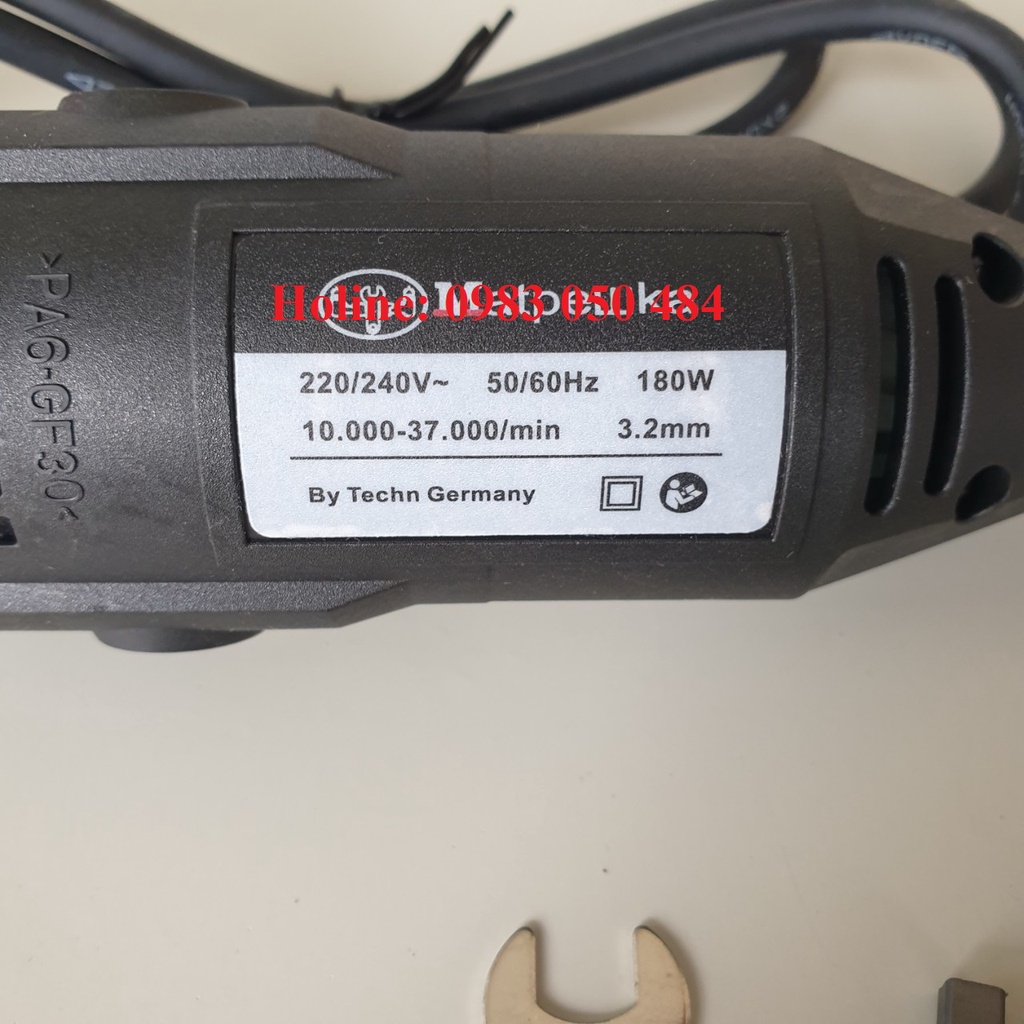 Holine: 0983 050 484
220/240V~ 50/60Hz 180W
10.000-37.000/min 3.2mm
By Techn Germany
>PA6-GF30<